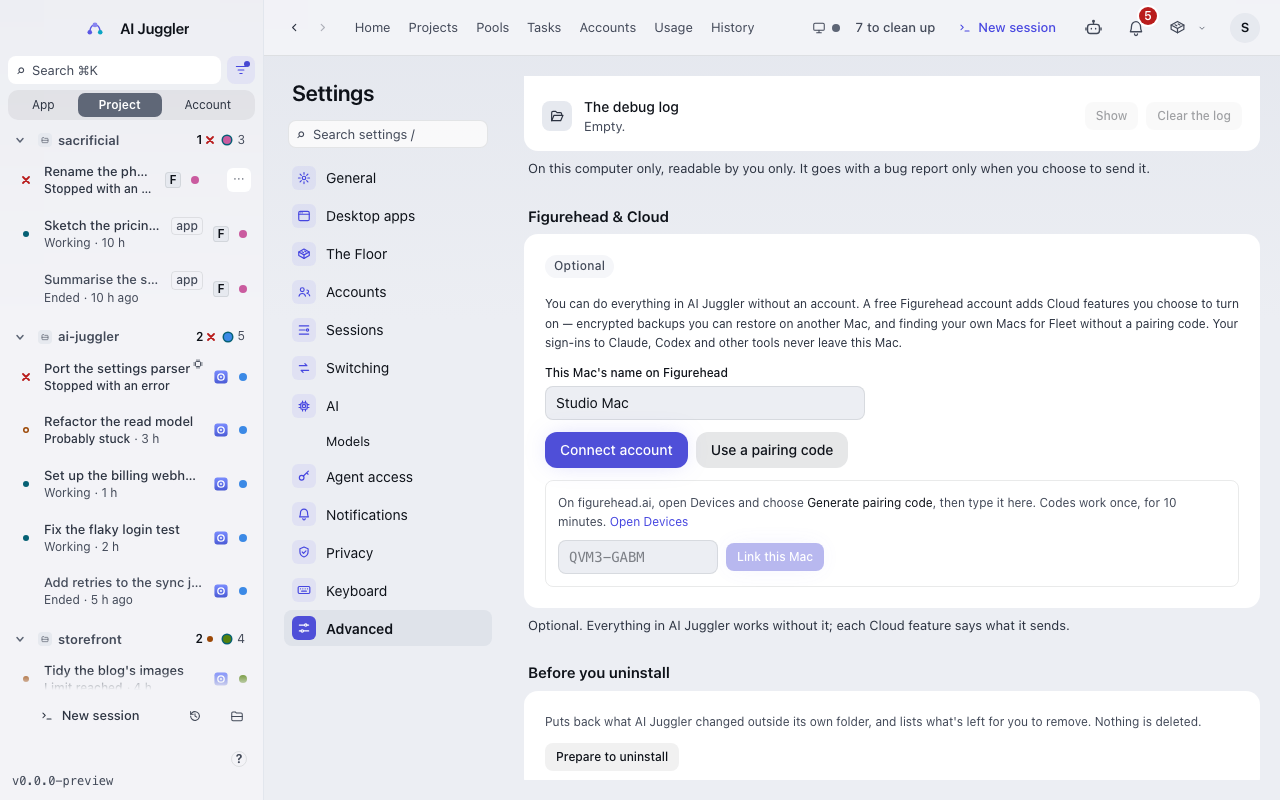 AI Juggler
Search ⌘K
App Project Account
sacrificial 1 3
Rename the ph...
Stopped with an ... F
Sketch the pricin... app
Working · 10 h F
Summarise the s... app
Ended · 10 h ago F
ai-juggler 2 5
Port the settings parser
Stopped with an error
Refactor the read model
Probably stuck · 3 h
Set up the billing webh...
Working · 1 h
Fix the flaky login test
Working · 2 h
Add retries to the sync j...
Ended · 5 h ago
storefront 2 4
Tidy the blog's images
Limit reached · 4 h
New session
?
v0.0.0-preview
Home Projects Pools Tasks Accounts Usage History 7 to clean up New session 5 S
Settings
Search settings /
General
Desktop apps
The Floor
Accounts
Sessions
Switching
AI
Models
Agent access
Notifications
Privacy
Keyboard
Advanced
The debug log
Empty.
Show Clear the log
On this computer only, readable by you only. It goes with a bug report only when you choose to send it.
Figurehead & Cloud
Optional
You can do everything in AI Juggler without an account. A free Figurehead account adds Cloud features you choose to turn
on — encrypted backups you can restore on another Mac, and finding your own Macs for Fleet without a pairing code. Your
sign-ins to Claude, Codex and other tools never leave this Mac.
This Mac's name on Figurehead
Studio Mac
Connect account Use a pairing code
On figurehead.ai, open Devices and choose Generate pairing code, then type it here. Codes work once, for 10
minutes. Open Devices
QVM3-GABM Link this Mac
Optional. Everything in AI Juggler works without it; each Cloud feature says what it sends.
Before you uninstall
Puts back what AI Juggler changed outside its own folder, and lists what's left for you to remove. Nothing is deleted.
Prepare to uninstall